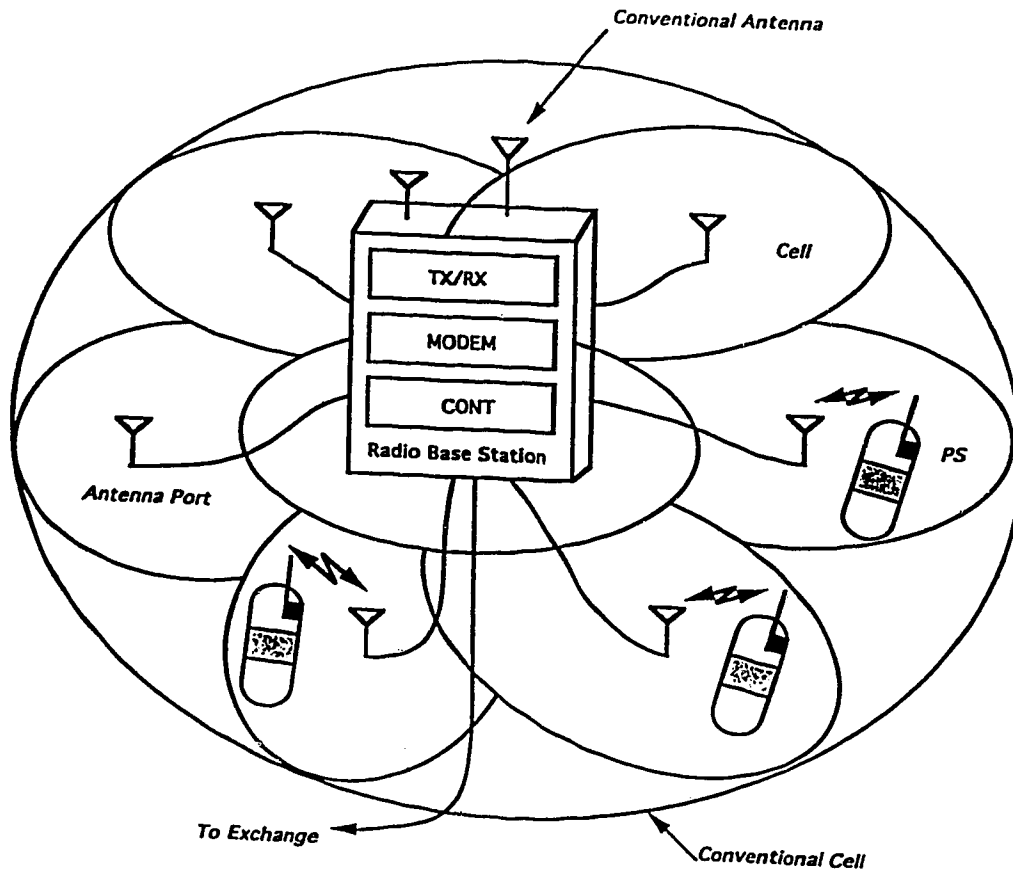 Conventional Antenna
Cell
TX/RX
MODEM
CONT
Radio Base Station
PS
Antenna Port
To Exchange
Conventional Cell